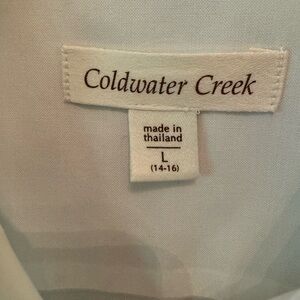 Coldwater Creek
made in
thailand
L
(14-16)